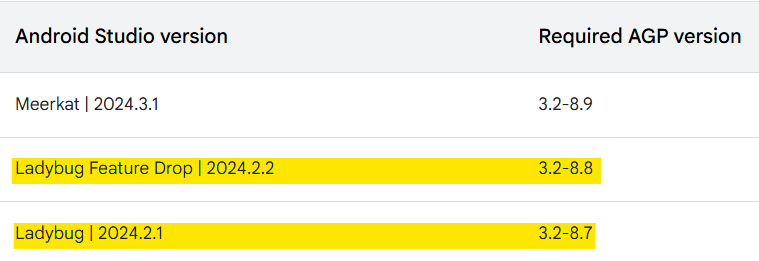 Android Studio version Required AGP version
Meerkat | 2024.3.1 3.2-8.9
Ladybug Feature Drop | 2024.2.2 3.2-8.8
Ladybug | 2024.2.1 3.2-8.7